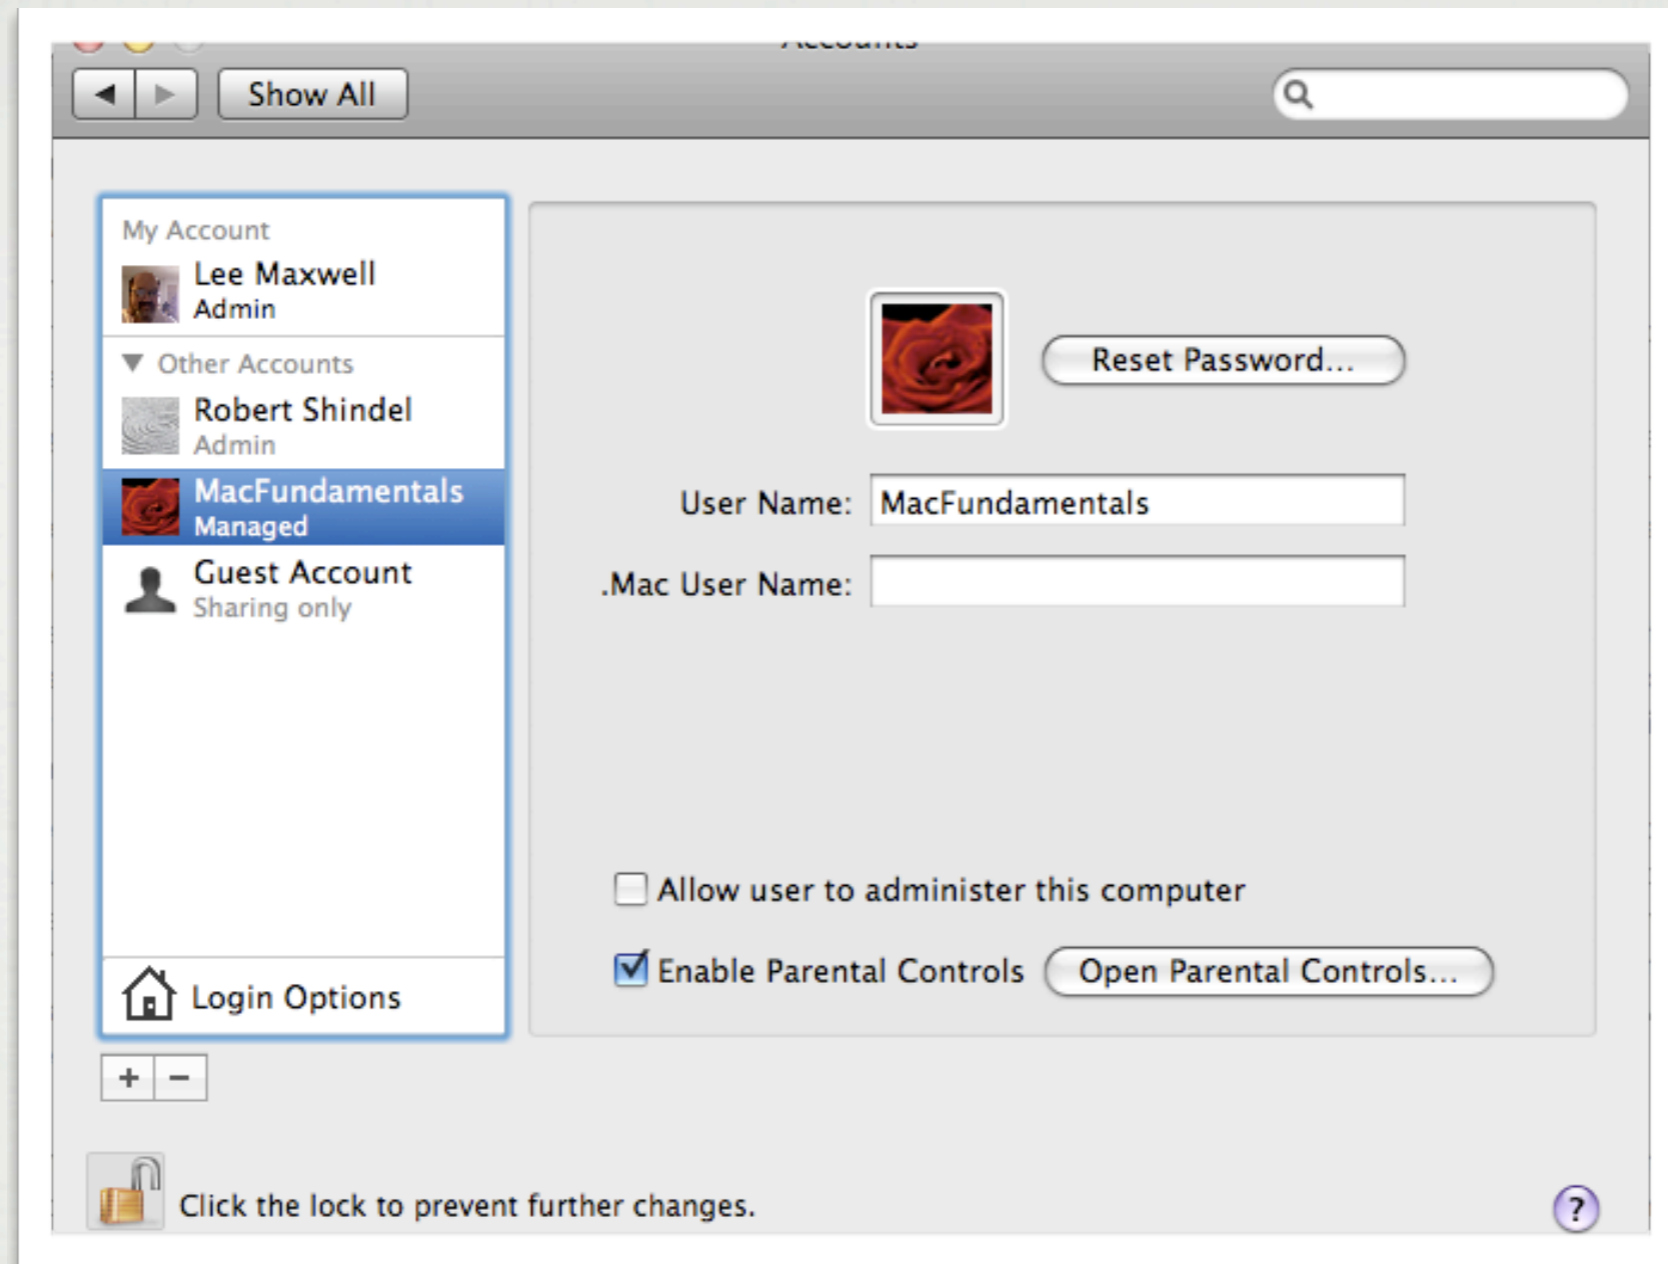 Accounts
Show All
My Account
Lee Maxwell
Admin
Other Accounts
Robert Shindel
Admin
MacFundamentals
Managed
Guest Account
Sharing only
Login Options
Reset Password...
User Name: MacFundamentals
.Mac User Name:
Allow user to administer this computer
Enable Parental Controls Open Parental Controls...
+ −
Click the lock to prevent further changes.
?